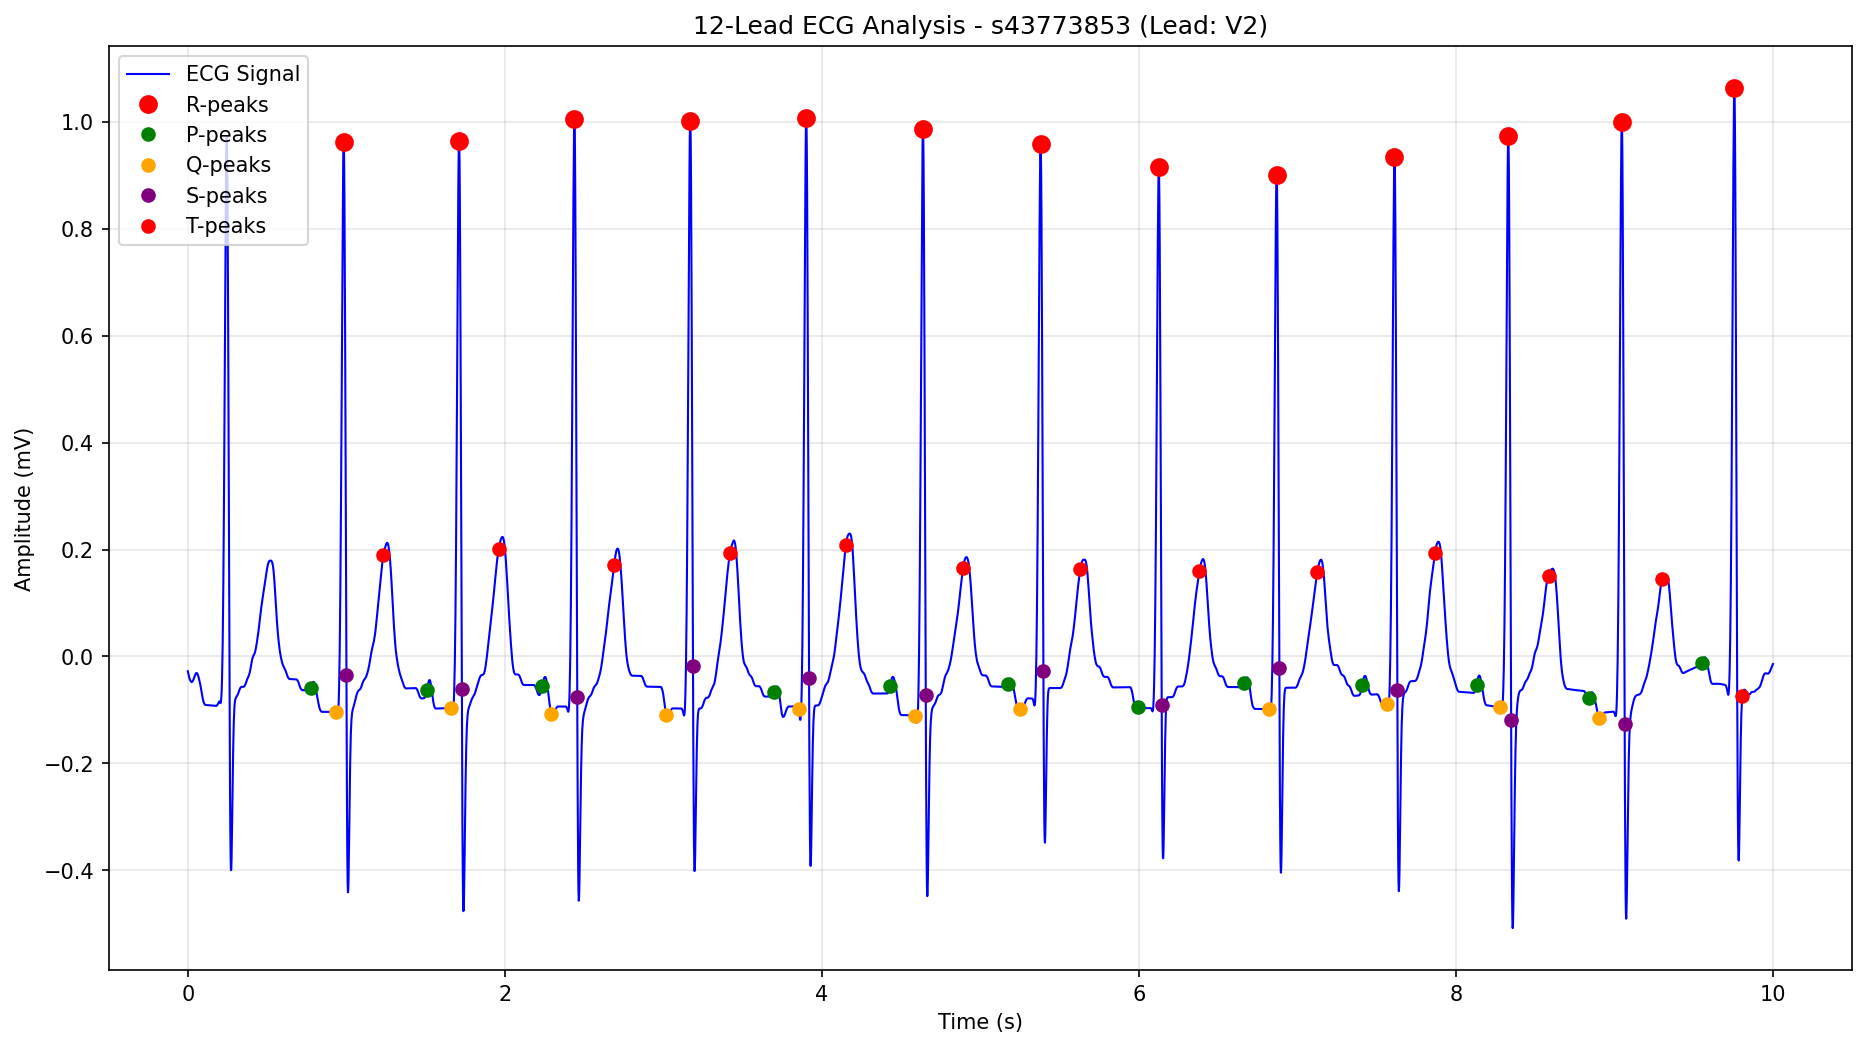 12-Lead ECG Analysis - s43773853 (Lead: V2)
ECG Signal
R-peaks
P-peaks
Q-peaks
S-peaks
T-peaks
Amplitude (mV)
1.0
0.8
0.6
0.4
0.2
0.0
−0.2
−0.4
0 2 4 6 8 10
Time (s)